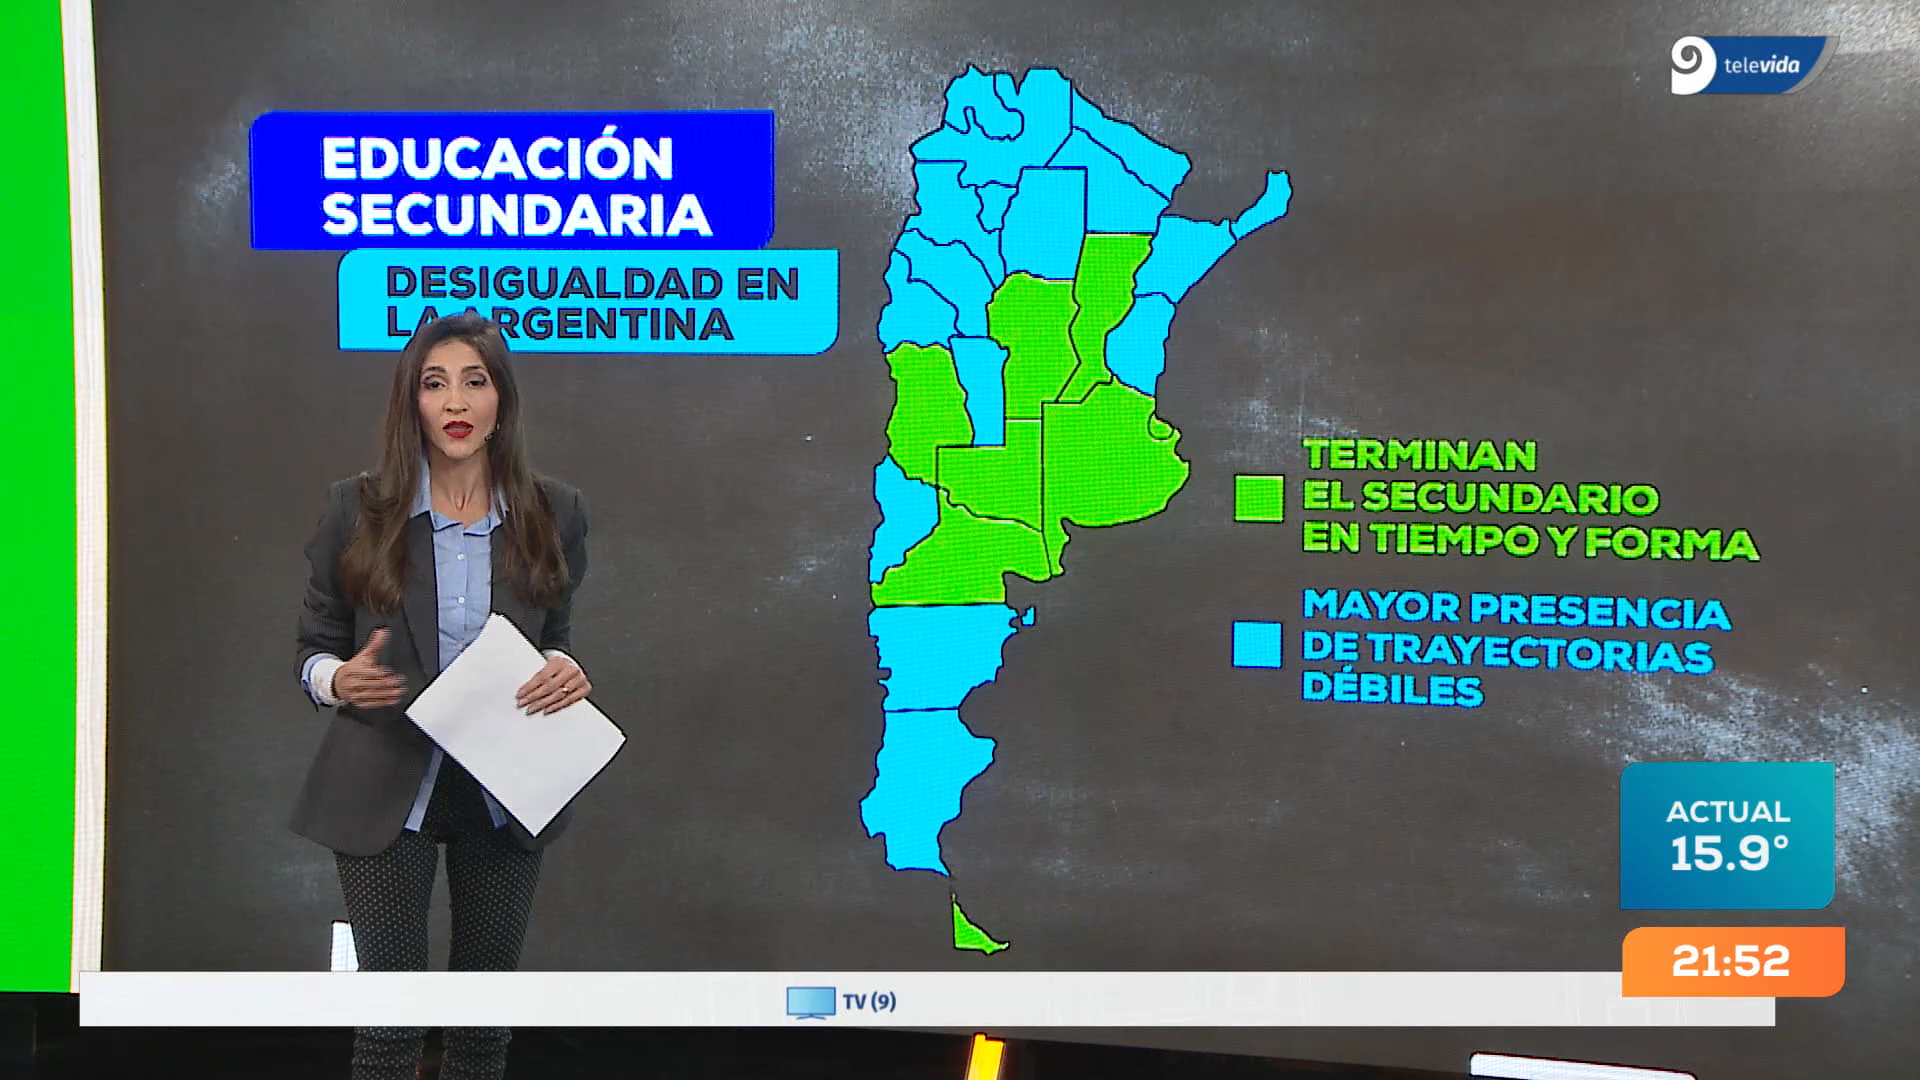 9 televida
EDUCACIÓN
SECUNDARIA
DESIGUALDAD EN
LA ARGENTINA
TERMINAN
EL SECUNDARIO
EN TIEMPO Y FORMA
MAYOR PRESENCIA
DE TRAYECTORIAS
DÉBILES
ACTUAL
15.9°
21:52
TV (9)